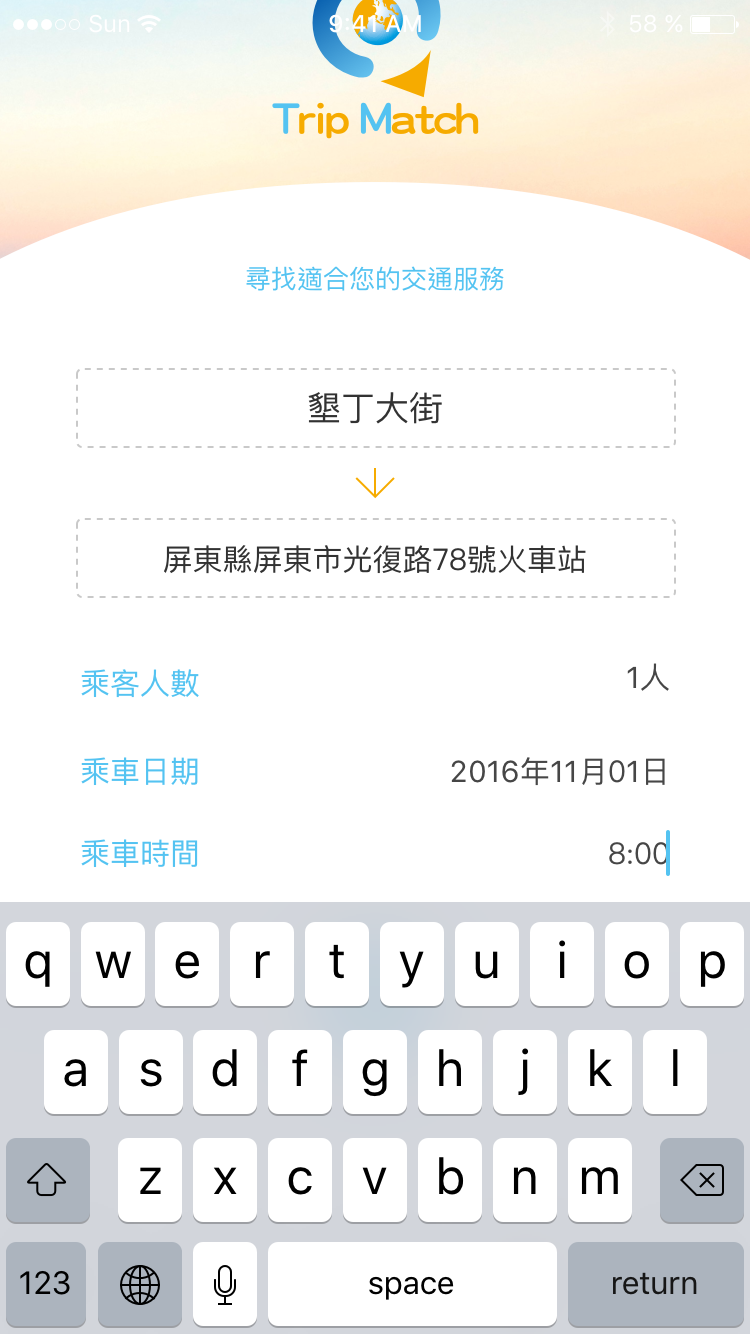 Sun 9:41 AM 58 %
Trip Match
尋找適合您的交通服務
墾丁大街
屏東縣屏東市光復路78號火車站
乘客人數 1人
乘車日期 2016年11月01日
乘車時間 8:00
q w e r t y u i o p
a s d f g h j k l
z x c v b n m
123 space return